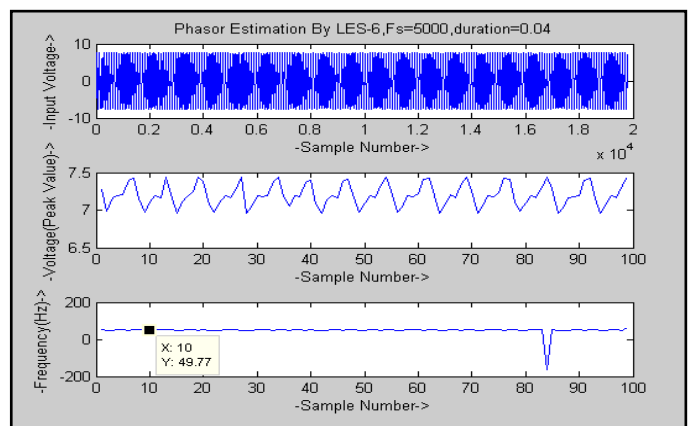 Phasor Estimation By LES-6,Fs=5000,duration=0.04
-Input Voltage->
10
0
-10
0 0.2 0.4 0.6 0.8 1 1.2 1.4 1.6 1.8 2
x 10^4
-Sample Number->
-Voltage(Peak Value)->
7.5
7
6.5
0 10 20 30 40 50 60 70 80 90 100
-Sample Number->
-Frequency(Hz)->
200
0
-200
X: 10
Y: 49.77
0 10 20 30 40 50 60 70 80 90 100
-Sample Number->